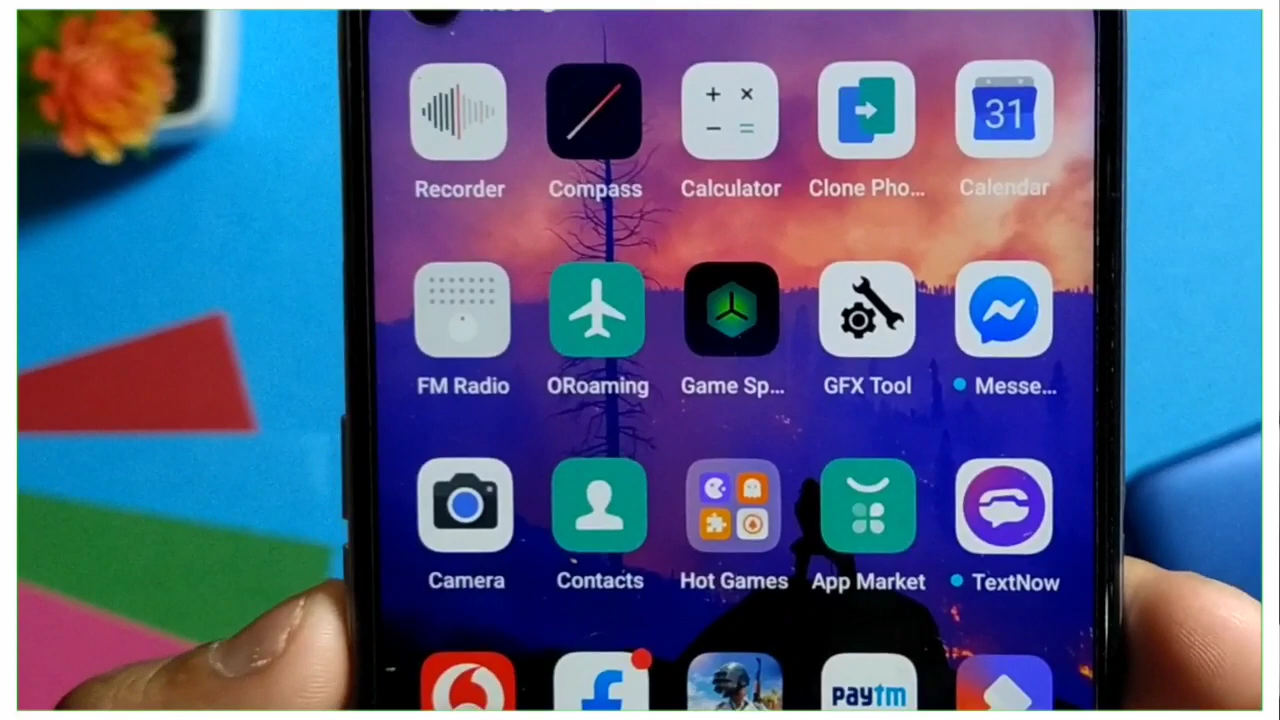 31
Recorder
Compass
Calculator
Clone Pho...
Calendar
FM Radio
ORoaming
Game Sp...
GFX Tool
Messe...
Camera
Contacts
Hot Games
App Market
TextNow
paytm